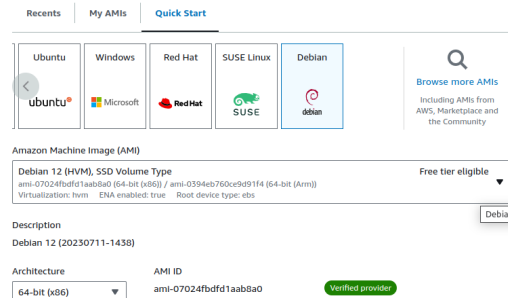 Recents My AMIs Quick Start
Ubuntu Windows Red Hat SUSE Linux Debian
ubuntu® Microsoft Red Hat SUSE debian
Browse more AMIs
Including AMIs from
AWS, Marketplace and
the Community
Amazon Machine Image (AMI)
Debian 12 (HVM), SSD Volume Type Free tier eligible
ami-07024fbdfd1aab8a0 (64-bit (x86)) / ami-0394eb760ce9d91f4 (64-bit (Arm))
Virtualization: hvm ENA enabled: true Root device type: ebs
Debia
Description
Debian 12 (20230711-1438)
Architecture AMI ID
64-bit (x86) ami-07024fbdfd1aab8a0 Verified provider